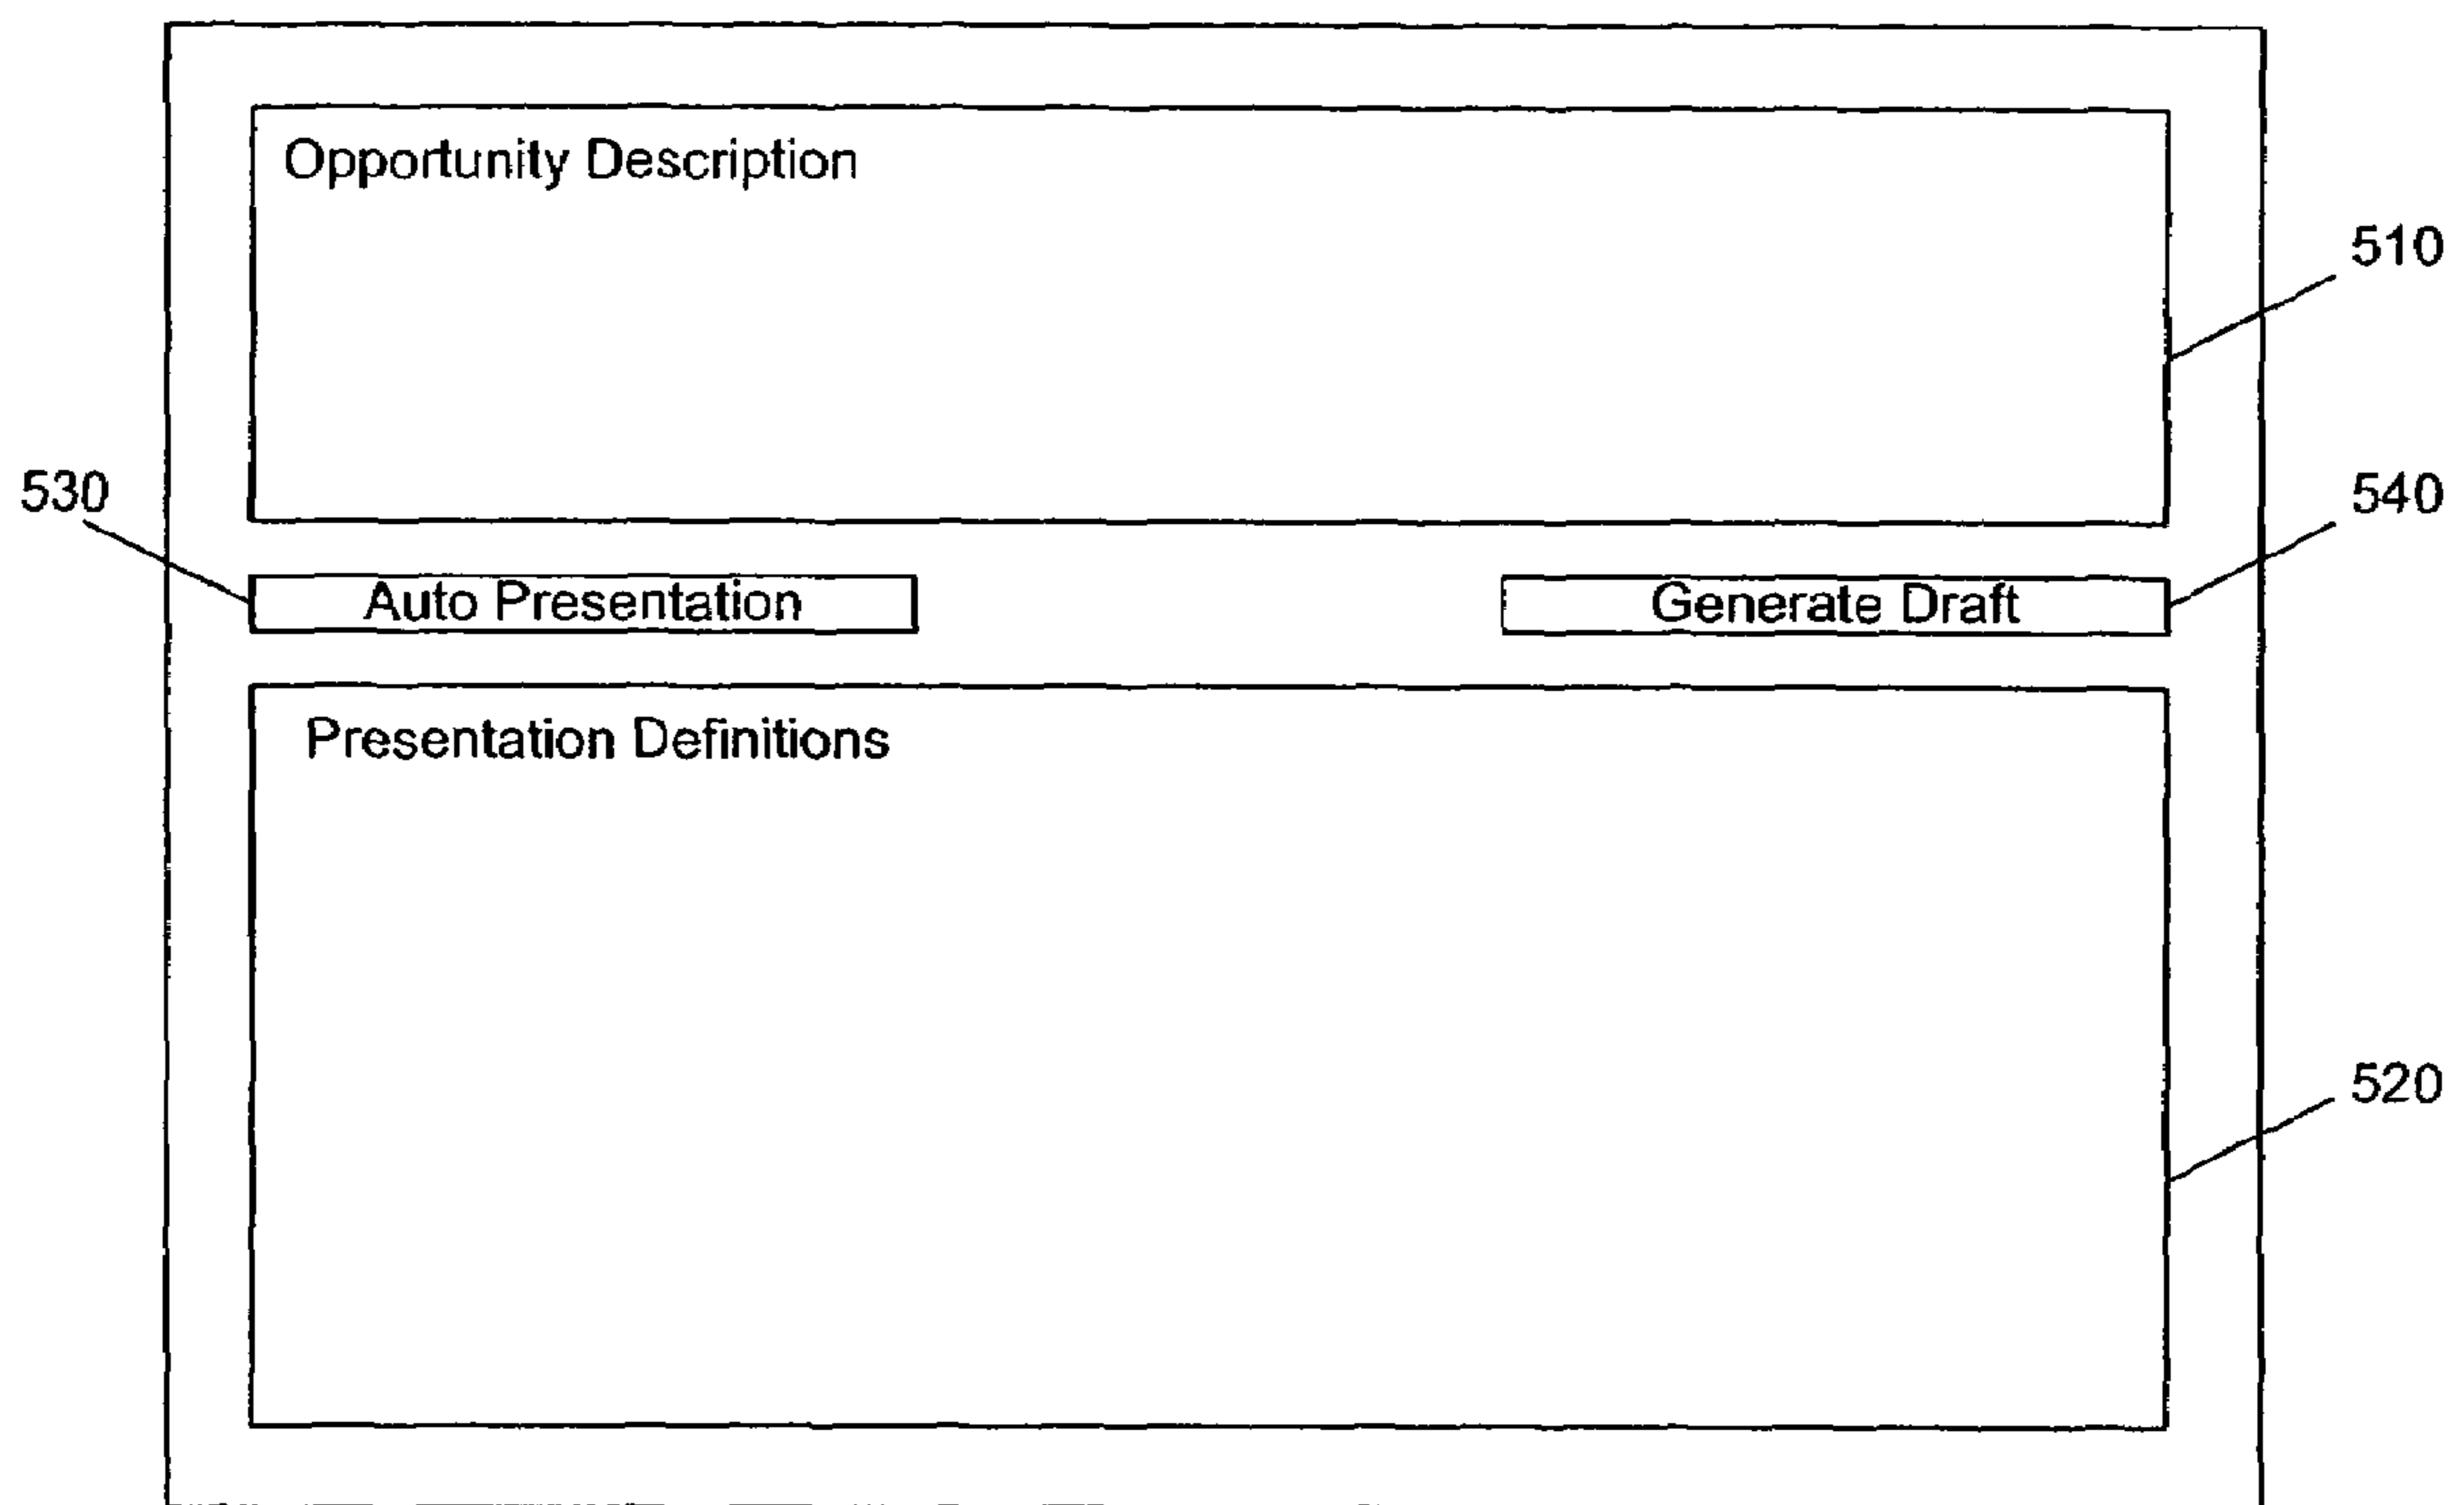 Opportunity Description
510
530
540
Auto Presentation
Generate Draft
Presentation Definitions
520